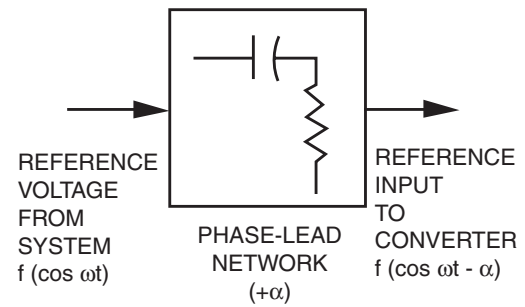 REFERENCE
VOLTAGE
FROM
SYSTEM
f (cos ωt)
PHASE-LEAD
NETWORK
(+α)
REFERENCE
INPUT
TO
CONVERTER
f (cos ωt - α)